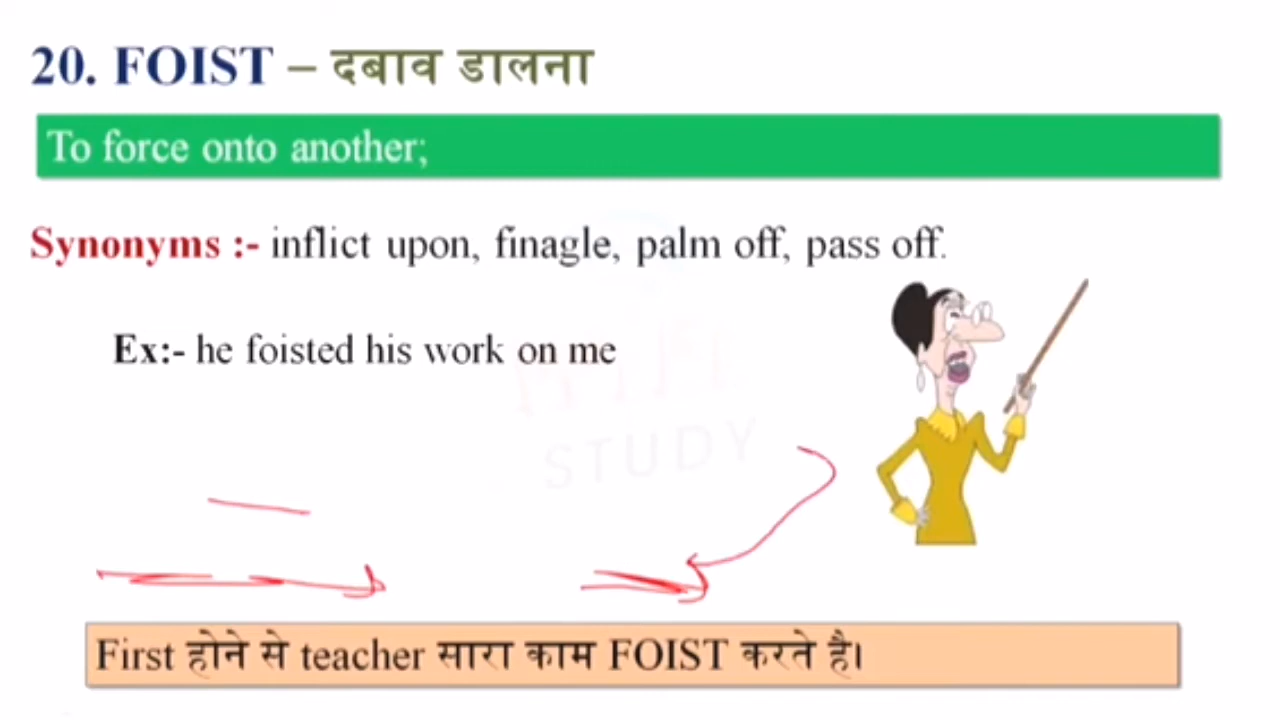 20. FOIST – दबाव डालना
To force onto another;
Synonyms :- inflict upon, finagle, palm off, pass off.
Ex:- he foisted his work on me
STUDY
First होने से teacher सारा काम FOIST करते है।